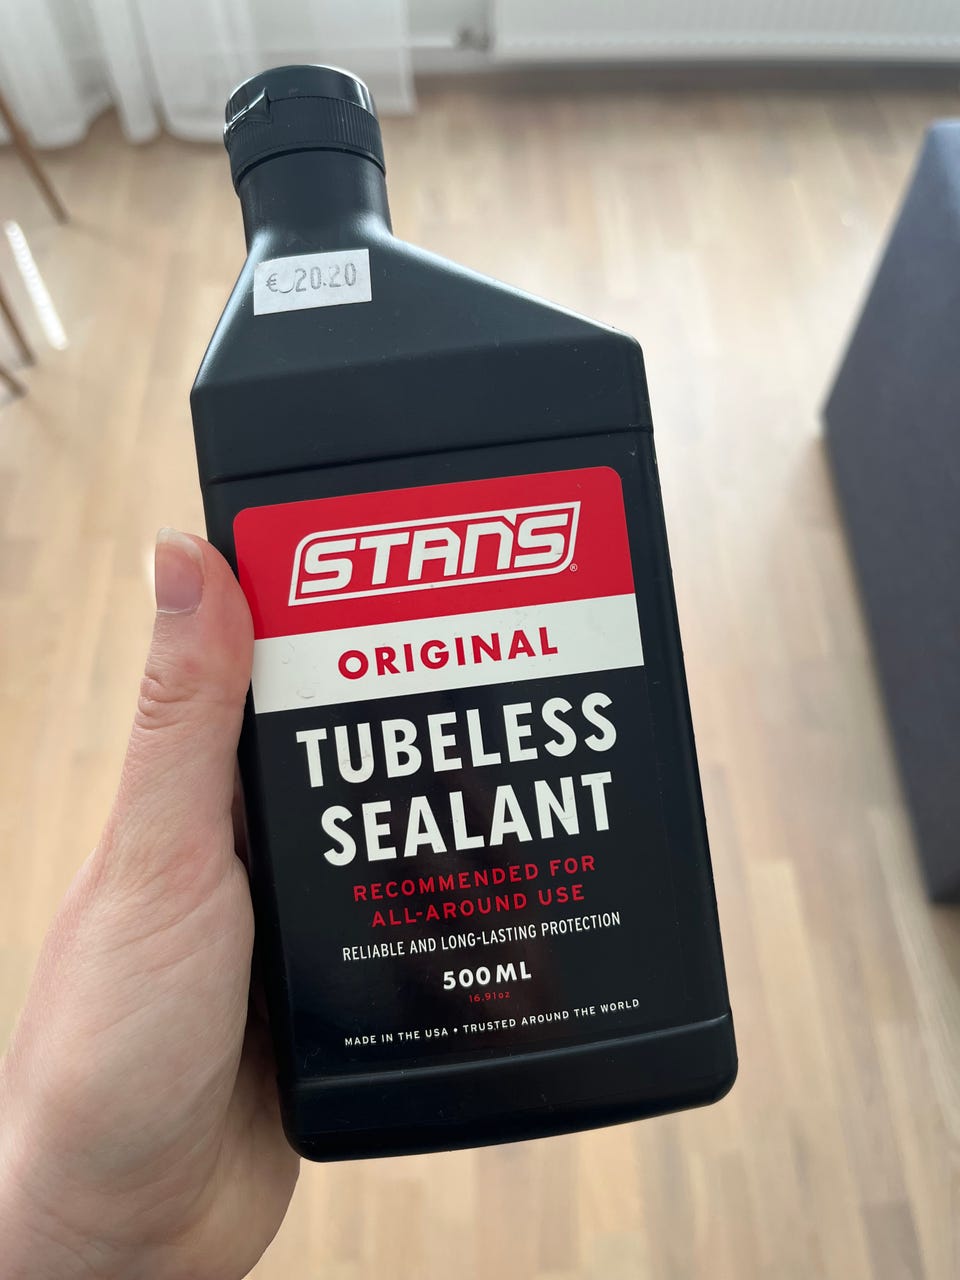 € 20.20
STANS®
ORIGINAL
TUBELESS
SEALANT
RECOMMENDED FOR
ALL-AROUND USE
RELIABLE AND LONG-LASTING PROTECTION
500ML
16.91oz
MADE IN THE USA • TRUSTED AROUND THE WORLD